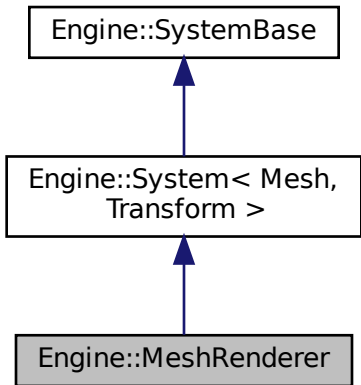 Engine::SystemBase
Engine::System< Mesh,
Transform >
Engine::MeshRenderer